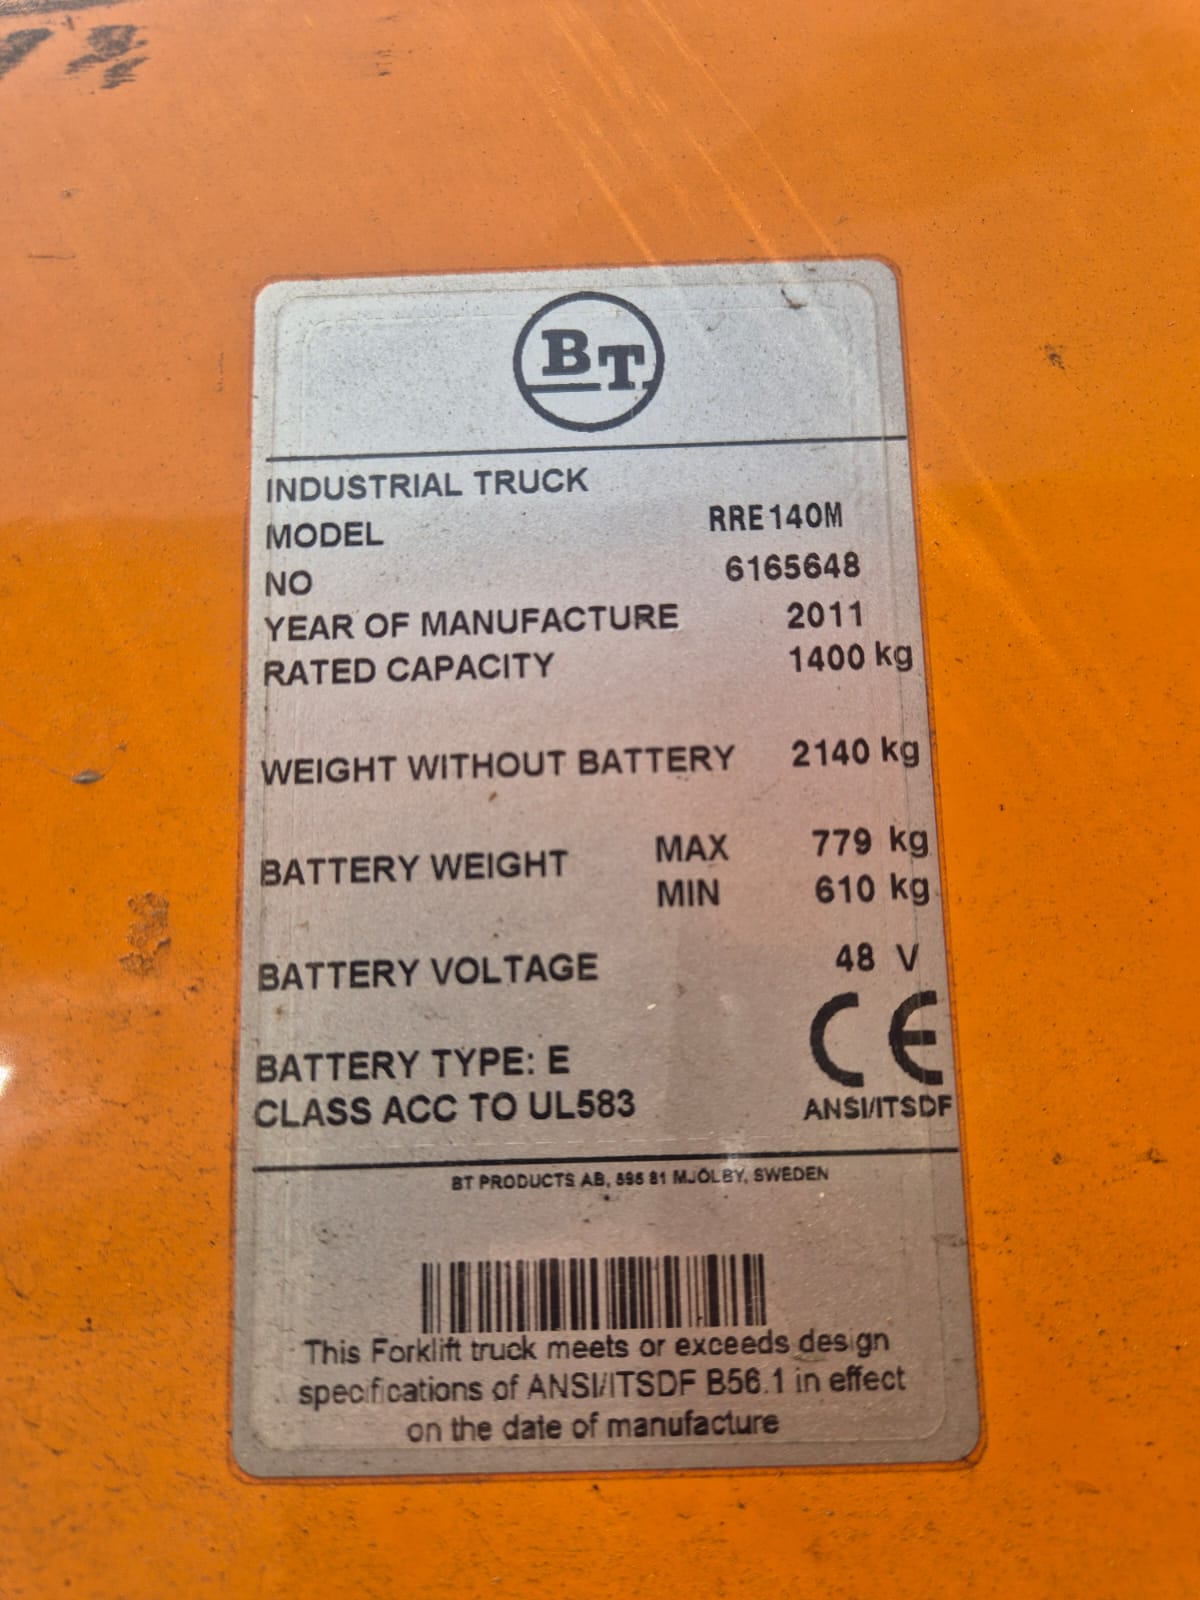 BT
INDUSTRIAL TRUCK
MODEL RRE140M
NO 6165648
YEAR OF MANUFACTURE 2011
RATED CAPACITY 1400 kg
WEIGHT WITHOUT BATTERY 2140 kg
BATTERY WEIGHT MAX 779 kg
MIN 610 kg
BATTERY VOLTAGE 48 V
CE
BATTERY TYPE: E
CLASS ACC TO UL583 ANSI/ITSDF
BT PRODUCTS AB, 595 81 MJÖLBY, SWEDEN
This Forklift truck meets or exceeds design
specifications of ANSI/ITSDF B56.1 in effect
on the date of manufacture